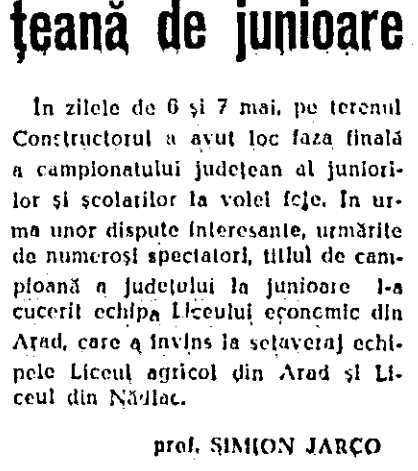 țeană de junioare
În zilele de 6 și 7 mai, pe terenul
Constructorul a avut loc faza finală
a campionatului județean al juniori-
lor și școlarilor la volei feje. În ur-
ma unor dispute interesante, urmărite
de numeroși spectatori, titlul de cam-
pioană a județului la junioare l-a
cucerit echipa Liceului economic din
Arad, care a învins la setaveraj echi-
pele Liceul agricol din Arad și Li-
ceul din Nădlac.
prof. ȘIMION JARCO